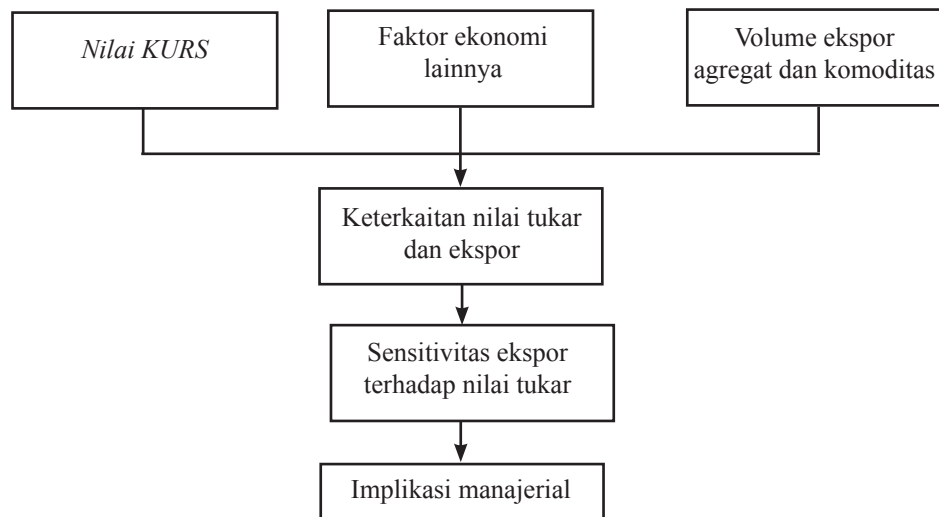 Nilai KURS
Faktor ekonomi
lainnya
Volume ekspor
agregat dan komoditas
Keterkaitan nilai tukar
dan ekspor
Sensitivitas ekspor
terhadap nilai tukar
Implikasi manajerial